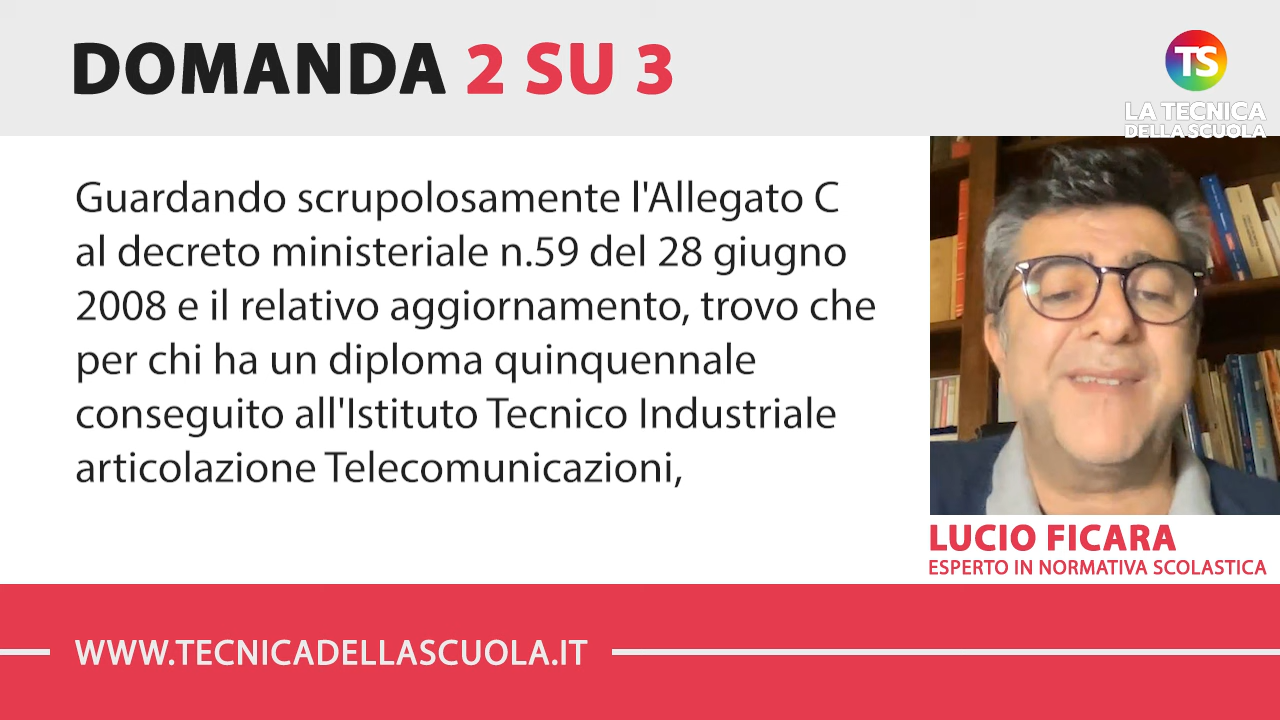 DOMANDA 2 SU 3
TS
LA TECNICA
DELLA SCUOLA
Guardando scrupolosamente l'Allegato C
al decreto ministeriale n.59 del 28 giugno
2008 e il relativo aggiornamento, trovo che
per chi ha un diploma quinquennale
conseguito all'Istituto Tecnico Industriale
articolazione Telecomunicazioni,
LUCIO FICARA
ESPERTO IN NORMATIVA SCOLASTICA
WWW.TECNICADELLASCUOLA.IT